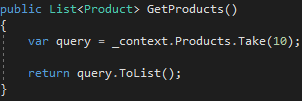 public List<Product> GetProducts()
{
    var query = _context.Products.Take(10);
    return query.ToList();
}